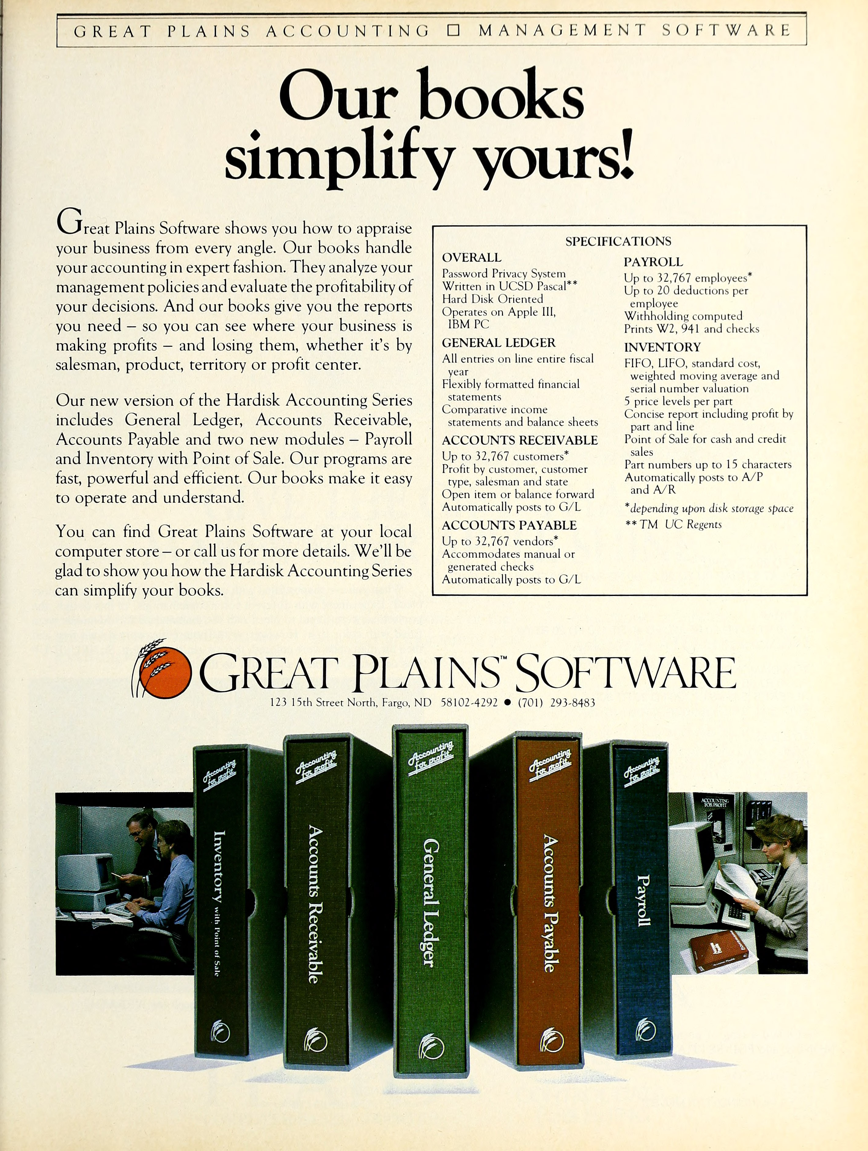 GREAT PLAINS ACCOUNTING □ MANAGEMENT SOFTWARE
Our books
simplify yours!
Great Plains Software shows you how to appraise
your business from every angle. Our books handle
your accounting in expert fashion. They analyze your
management policies and evaluate the profitability of
your decisions. And our books give you the reports
you need – so you can see where your business is
making profits – and losing them, whether it's by
salesman, product, territory or profit center.
Our new version of the Hardisk Accounting Series
includes General Ledger, Accounts Receivable,
Accounts Payable and two new modules – Payroll
and Inventory with Point of Sale. Our programs are
fast, powerful and efficient. Our books make it easy
to operate and understand.
You can find Great Plains Software at your local
computer store – or call us for more details. We'll be
glad to show you how the Hardisk Accounting Series
can simplify your books.
SPECIFICATIONS
OVERALL
Password Privacy System
Written in UCSD Pascal**
Hard Disk Oriented
Operates on Apple III,
IBM PC
GENERAL LEDGER
All entries on line entire fiscal
year
Flexibly formatted financial
statements
Comparative income
statements and balance sheets
ACCOUNTS RECEIVABLE
Up to 32,767 customers*
Profit by customer, customer
type, salesman and state
Open item or balance forward
Automatically posts to G/L
ACCOUNTS PAYABLE
Up to 32,767 vendors*
Accommodates manual or
generated checks
Automatically posts to G/L
PAYROLL
Up to 32,767 employees*
Up to 20 deductions per
employee
Withholding computed
Prints W2, 941 and checks
INVENTORY
FIFO, LIFO, standard cost,
weighted moving average and
serial number valuation
5 price levels per part
Concise report including profit by
part and line
Point of Sale for cash and credit
sales
Part numbers up to 15 characters
Automatically posts to A/P
and A/R
*depending upon disk storage space
** TM UC Regents
GREAT PLAINS™ SOFTWARE
123 15th Street North, Fargo, ND 58102-4292 ● (701) 293-8483
Accounting
for profit
Inventory with Point of Sale
Accounting
for profit
Accounts Receivable
Accounting
for profit
General Ledger
Accounting
for profit
Accounts Payable
Accounting
for profit
Payroll
ACCOUNTING
FOR PROFIT